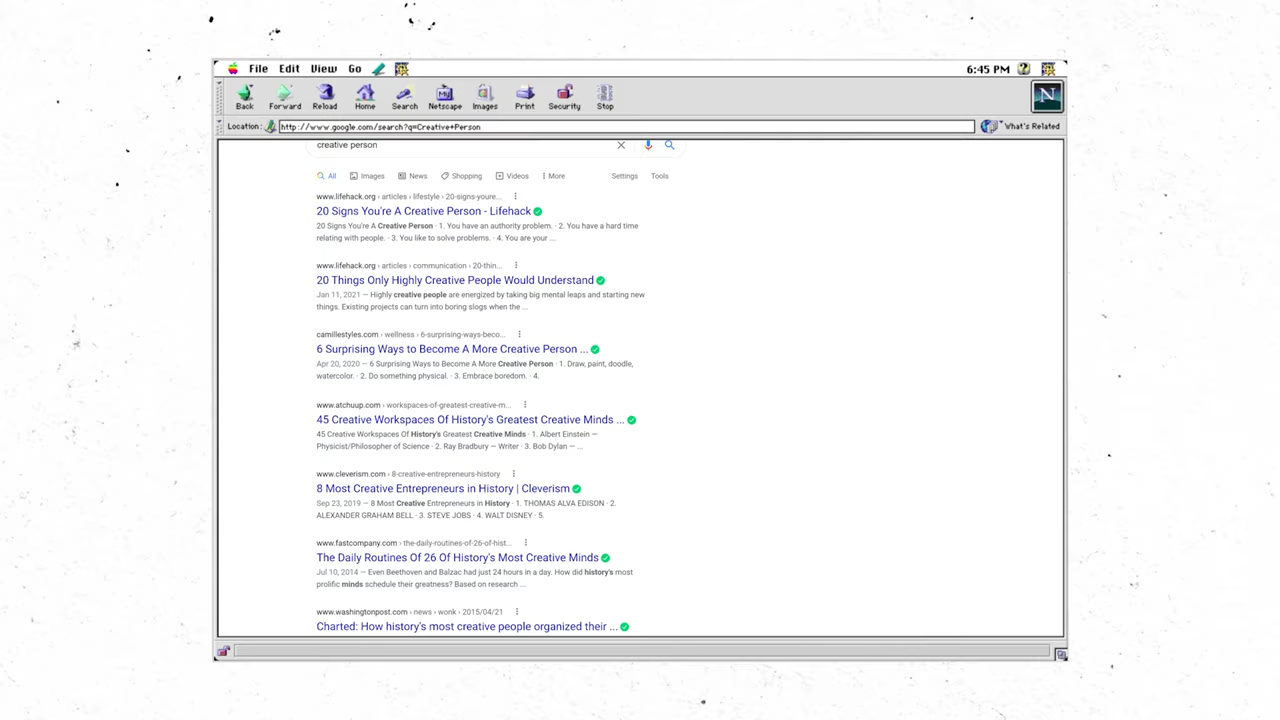 File Edit View Go
6:45 PM
Back Forward Reload Home Search Netscape Images Print Security Stop
My
N
Location: http://www.google.com/search?q=Creative+Person What's Related
creative person
All Images News Shopping Videos More Settings Tools
www.lifehack.org › articles › lifestyle › 20-signs-youre...
20 Signs You're A Creative Person - Lifehack
20 Signs You're A Creative Person · 1. You have an authority problem. · 2. You have a hard time
relating with people. · 3. You like to solve problems. · 4. You are your ...
www.lifehack.org › articles › communication › 20-thin...
20 Things Only Highly Creative People Would Understand
Jan 11, 2021 — Highly creative people are energized by taking big mental leaps and starting new
things. Existing projects can turn into boring slogs when the ...
camillestyles.com › wellness › 6-surprising-ways-beco...
6 Surprising Ways to Become A More Creative Person ...
Apr 20, 2020 — 6 Surprising Ways to Become A More Creative Person · 1. Draw, paint, doodle,
watercolor. · 2. Do something physical. · 3. Embrace boredom. · 4.
www.atchuup.com › workspaces-of-greatest-creative-m...
45 Creative Workspaces Of History's Greatest Creative Minds ...
45 Creative Workspaces Of History's Greatest Creative Minds · 1. Albert Einstein —
Physicist/Philosopher of Science · 2. Ray Bradbury — Writer · 3. Bob Dylan — ...
www.cleverism.com › 8-creative-entrepreneurs-history
8 Most Creative Entrepreneurs in History | Cleverism
Sep 23, 2019 — 8 Most Creative Entrepreneurs in History · 1. THOMAS ALVA EDISON · 2.
ALEXANDER GRAHAM BELL · 3. STEVE JOBS · 4. WALT DISNEY · 5.
www.fastcompany.com › the-daily-routines-of-26-of-hist...
The Daily Routines Of 26 Of History's Most Creative Minds
Jul 10, 2014 — Even Beethoven and Balzac had just 24 hours in a day. How did history's most
prolific minds schedule their greatness? Based on research ...
www.washingtonpost.com › news › wonk › 2015/04/21
Charted: How history's most creative people organized their ...